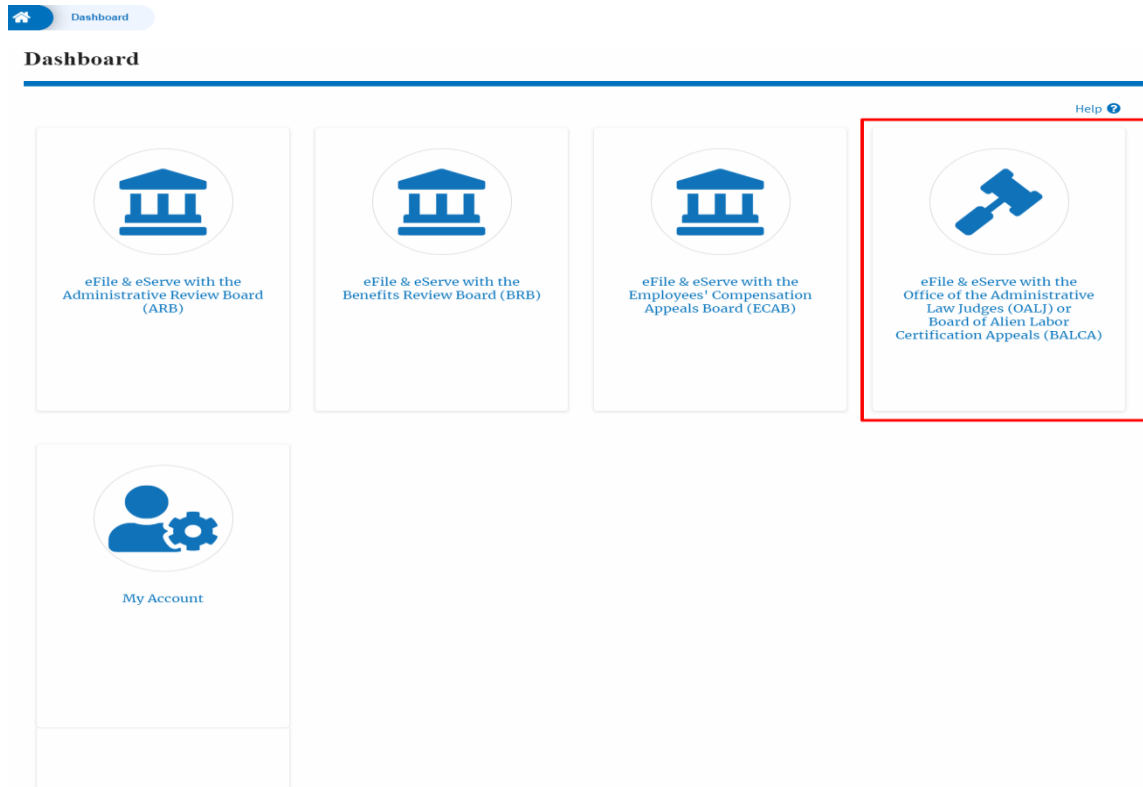 Dashboard
Dashboard
Help
eFile & eServe with the
Administrative Review Board
(ARB)
eFile & eServe with the
Benefits Review Board (BRB)
eFile & eServe with the
Employees' Compensation
Appeals Board (ECAB)
eFile & eServe with the
Office of the Administrative
Law Judges (OALJ) or
Board of Alien Labor
Certification Appeals (BALCA)
My Account